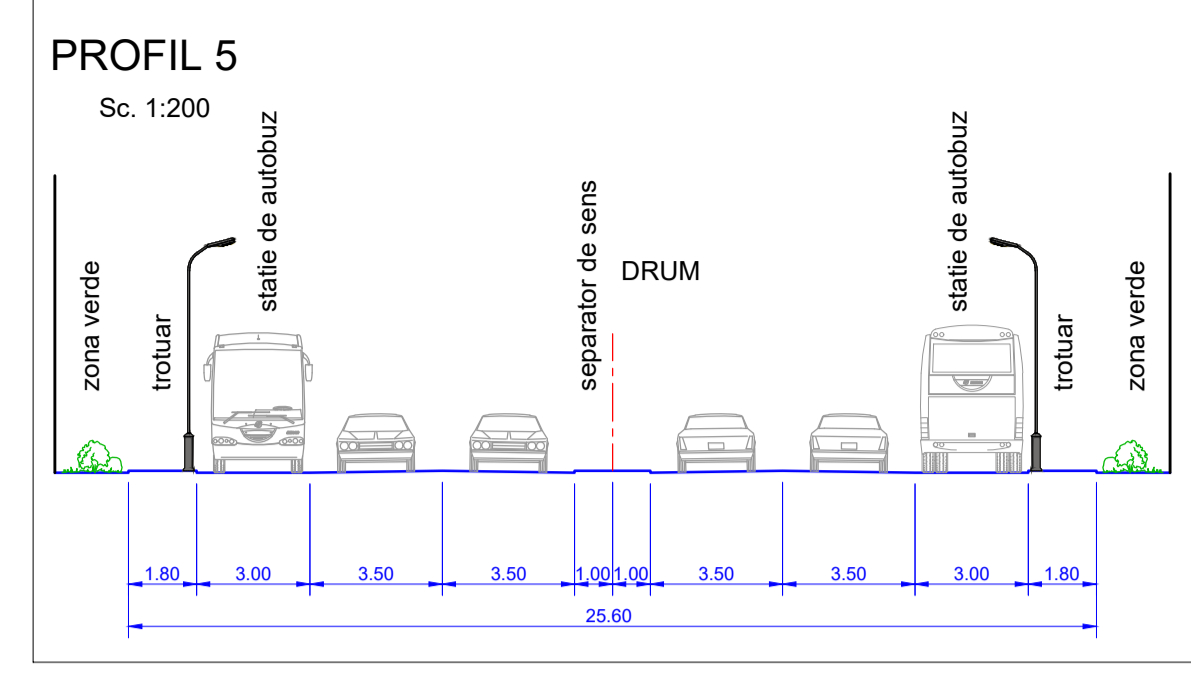 PROFIL 5
Sc. 1:200
zona verde
trotuar
statie de autobuz
separator de sens
DRUM
statie de autobuz
trotuar
zona verde
1.80 3.00 3.50 3.50 1.00 1.00 3.50 3.50 3.00 1.80
25.60